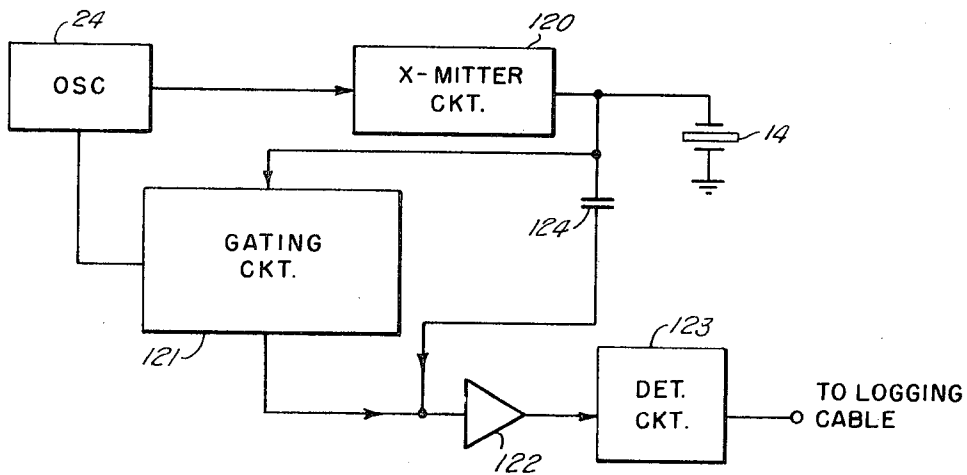 24
OSC
120
X-MITTER
CKT.
14
124
GATING
CKT.
121
123
DET.
CKT.
122
TO LOGGING
CABLE